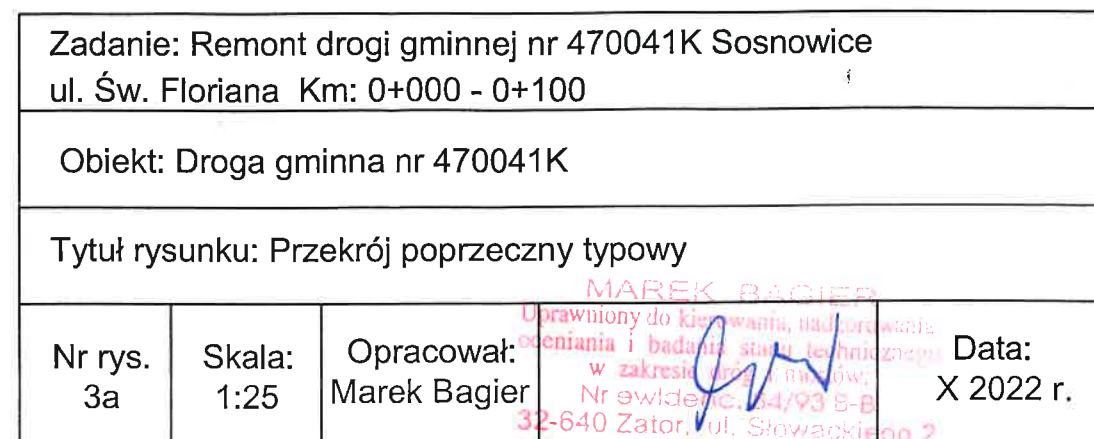 Zadanie: Remont drogi gminnej nr 470041K Sosnowice
ul. Św. Floriana Km: 0+000 - 0+100
Obiekt: Droga gminna nr 470041K
Tytuł rysunku: Przekrój poprzeczny typowy
Nr rys.
3a
Skala:
1:25
Opracował:
Marek Bagier
MAREK BAGIER
Uprawniony do kierowania, nadzorowania
oceniania i badania stanu technicznego
w zakresie dróg i mostów,
Nr ewidenc. 84/93 B-B
32-640 Zator, ul. Słowackiego 2
Data:
X 2022 r.